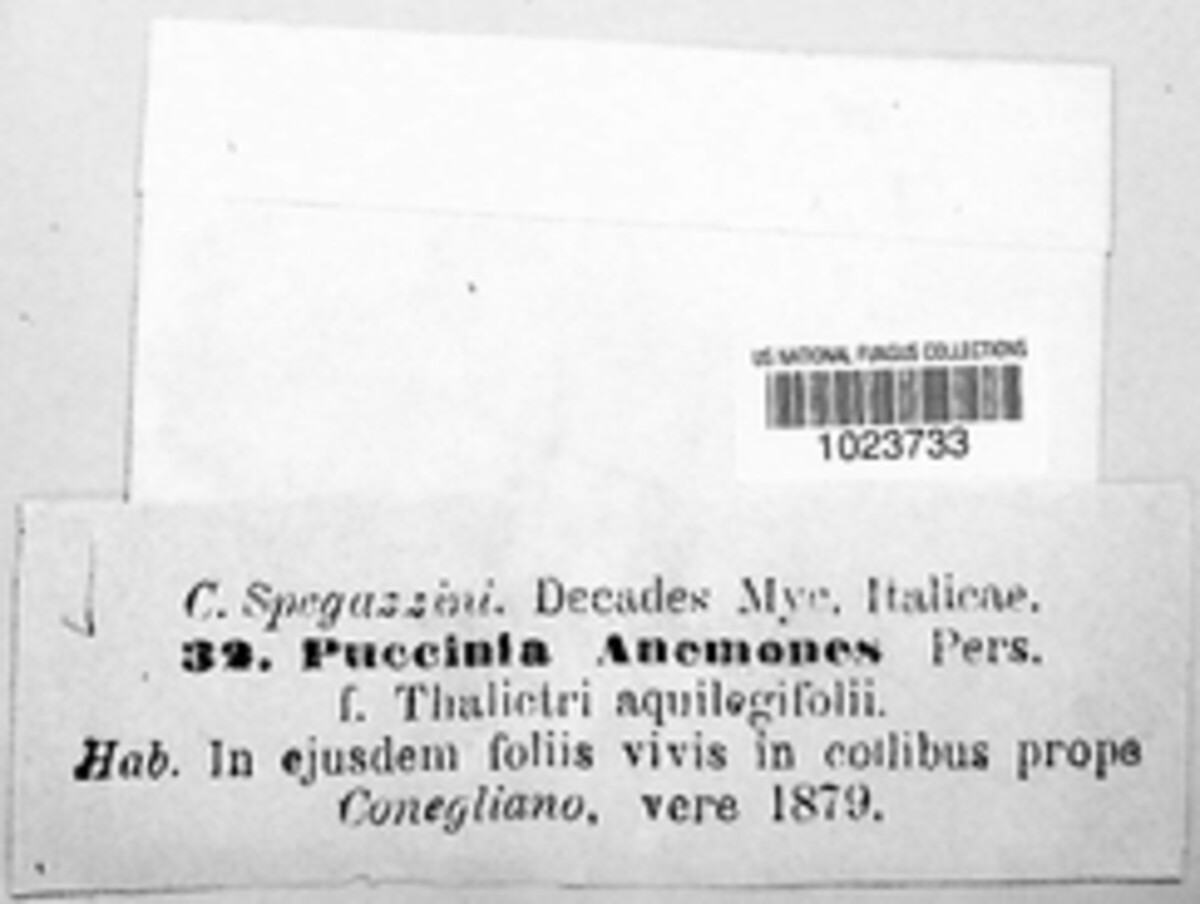 US NATIONAL FUNGUS COLLECTIONS
1023733
C. Spegazzini. Decades Myc. Italicae.
32. Puccinia Anemones Pers.
f. Thalictri aquilegifolii.
Hab. In ejusdem foliis vivis in collibus prope
Conegliano, vere 1879.